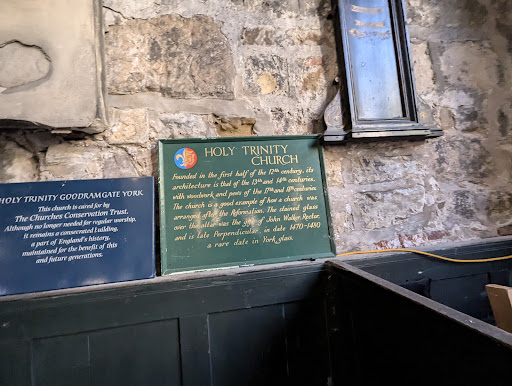 HOLY TRINITY GOODRAMGATE YORK
This church is cared for by
The Churches Conservation Trust.
Although no longer needed for regular worship,
it remains a consecrated building,
a part of England's history,
maintained for the benefit of this
and future generations.
HOLY TRINITY
CHURCH
Founded in the first half of the 12th century, its
architecture is that of the 13th and 14th centuries,
with woodwork and pews of the 17th and 18th centuries.
The church is a good example of how a church was
arranged after the Reformation. The stained glass
over the altar was the gift of John Walker, Rector,
and is late Perpendicular, in date 1470-1480
a rare date in York glass.